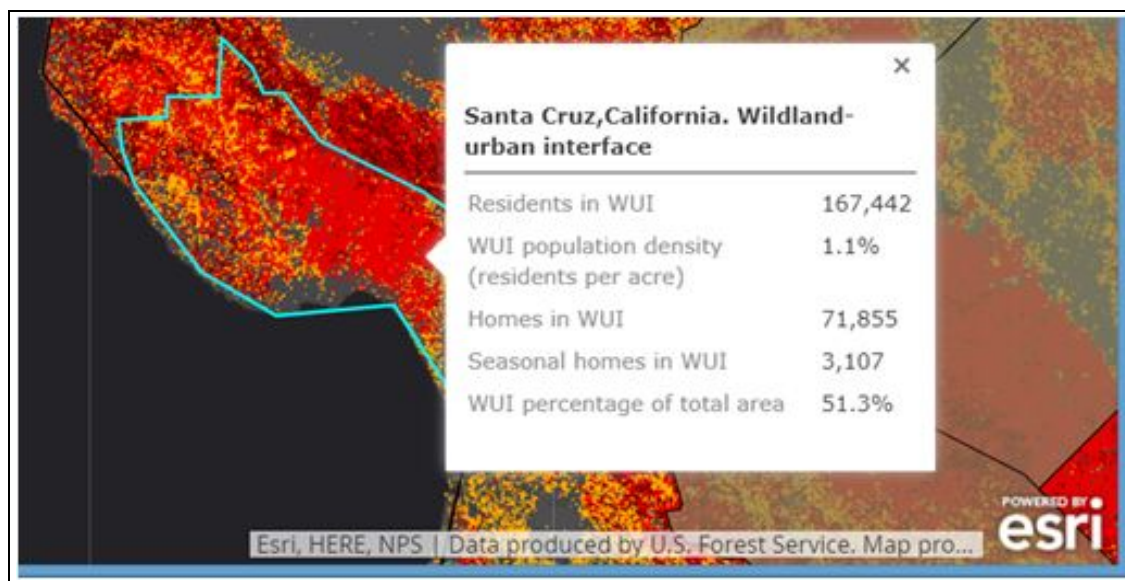 ×
Santa Cruz,California. Wildland-
urban interface
Residents in WUI 167,442
WUI population density 1.1%
(residents per acre)
Homes in WUI 71,855
Seasonal homes in WUI 3,107
WUI percentage of total area 51.3%
POWERED BY
esri
Esri, HERE, NPS | Data produced by U.S. Forest Service. Map pro...